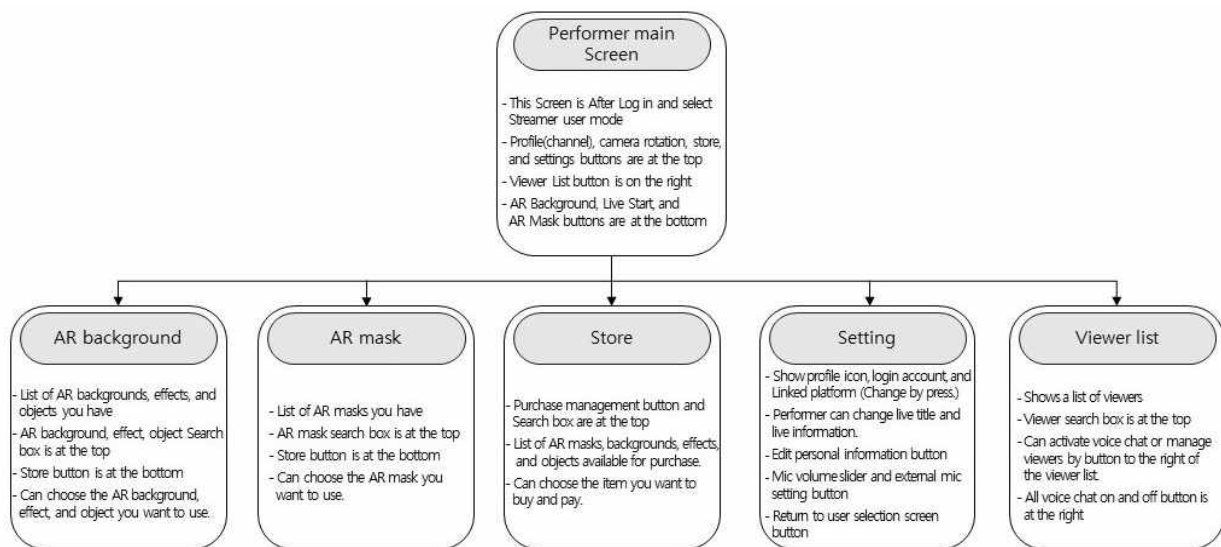 Performer main
Screen
- This Screen is After Log in and select
Streamer user mode
- Profile(channel), camera rotation, store,
and settings buttons are at the top
- Viewer List button is on the right
- AR Background, Live Start, and
AR Mask buttons are at the bottom
AR background
- List of AR backgrounds, effects, and
objects you have
- AR background, effect, object Search
box is at the top
- Store button is at the bottom
- Can choose the AR background,
effect, and object you want to use.
AR mask
- List of AR masks you have
- AR mask search box is at the top
- Store button is at the bottom
- Can choose the AR mask you
want to use.
Store
- Purchase management button and
Search box are at the top
- List of AR masks, backgrounds, effects,
and objects available for purchase.
- Can choose the item you want to
buy and pay.
Setting
- Show profile icon, login account, and
Linked platform (Change by press.)
- Performer can change live title and
live information.
- Edit personal information button
- Mic volume slider and external mic
setting button
- Return to user selection screen
button
Viewer list
- Shows a list of viewers
- Viewer search box is at the top
- Can activate voice chat or manage
viewers by button to the right of
the viewer list.
- All voice chat on and off button is
at the right